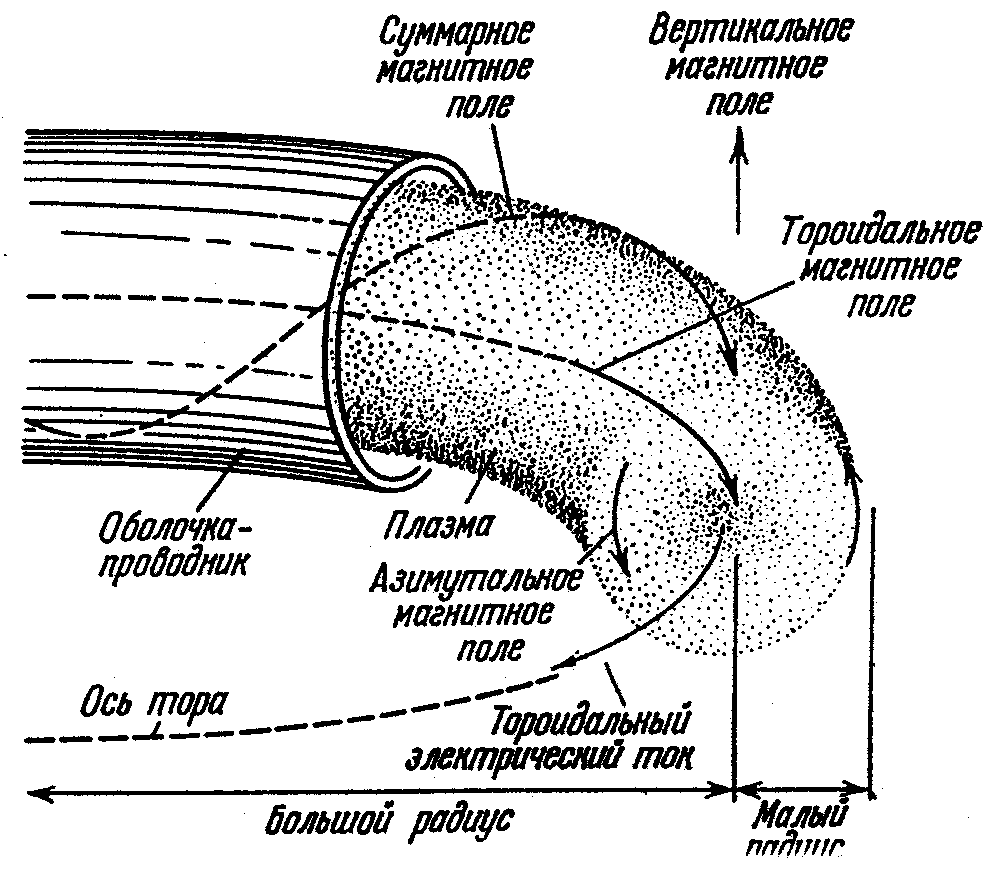 Суммарное
магнитное
поле
Вертикальное
магнитное
поле
Тороидальное
магнитное
поле
Оболочка-
проводник
Плазма
Азимутальное
магнитное
поле
Ось тора
Тороидальный
электрический ток
Большой радиус
Малый
радиус